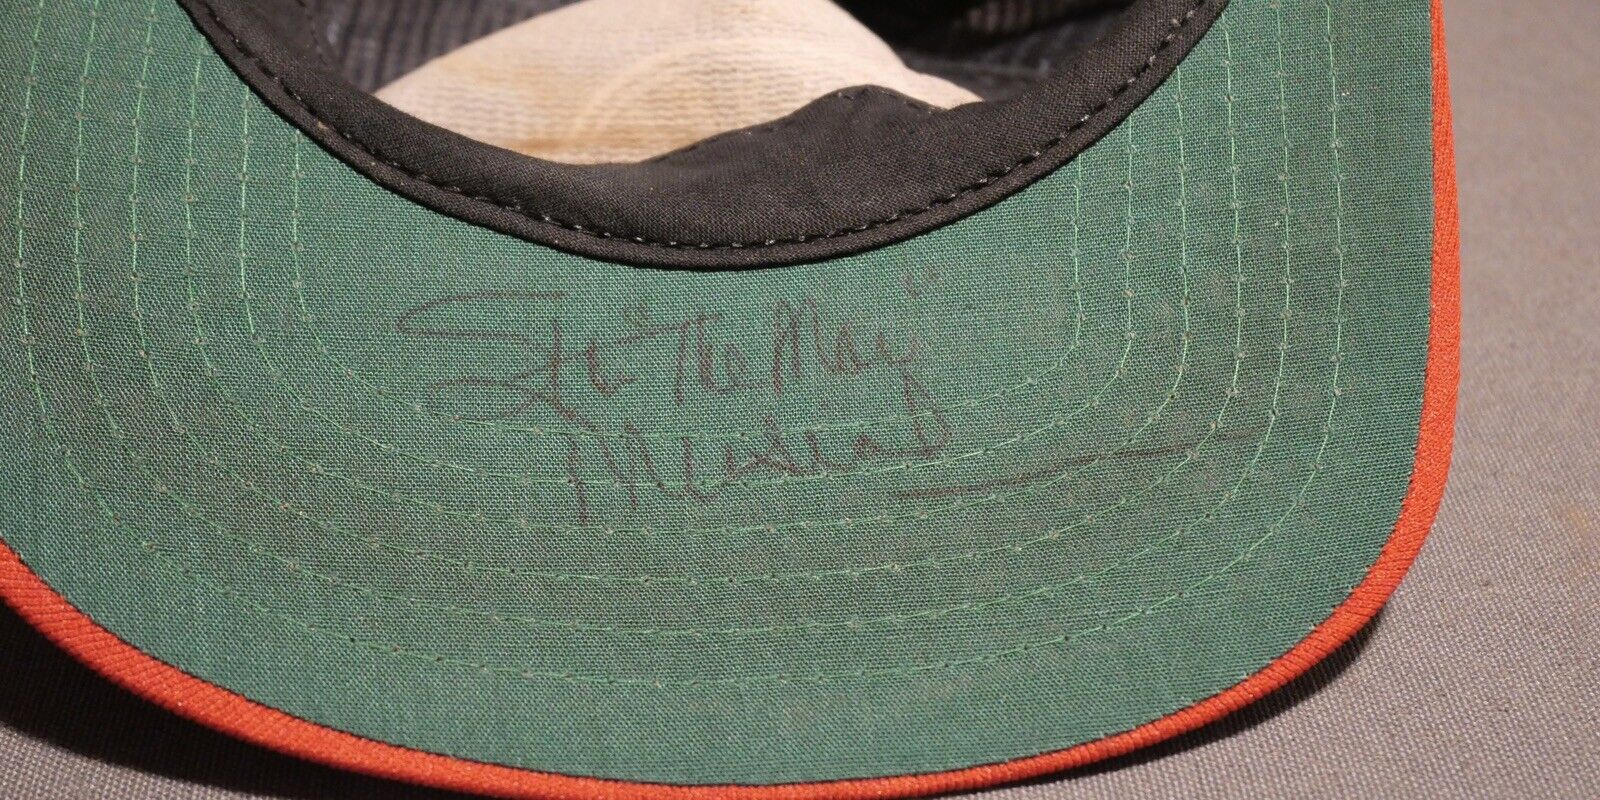 Stan "The Man"
Musial